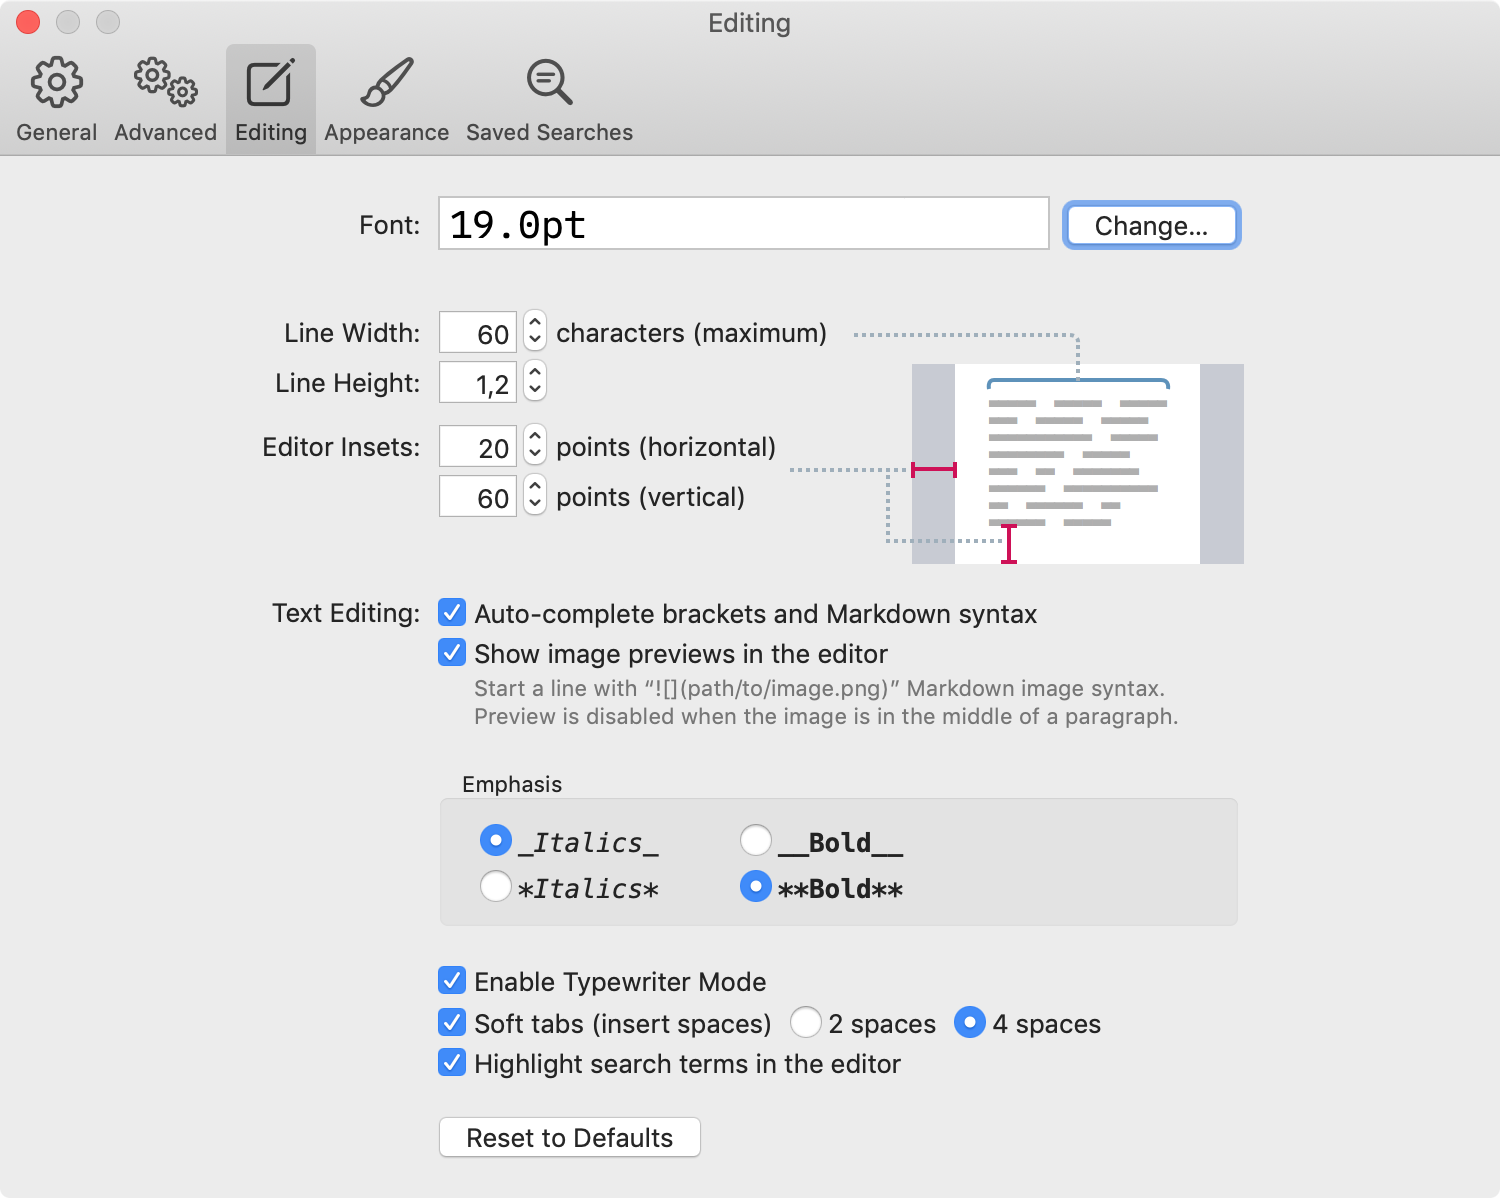 Editing
General Advanced Editing Appearance Saved Searches
Font: 19.0pt Change...
Line Width: 60 characters (maximum)
Line Height: 1,2
Editor Insets: 20 points (horizontal)
60 points (vertical)
Text Editing: Auto-complete brackets and Markdown syntax
Show image previews in the editor
Start a line with “![](path/to/image.png)” Markdown image syntax.
Preview is disabled when the image is in the middle of a paragraph.
Emphasis
_Italics_ __Bold__
*Italics* **Bold**
Enable Typewriter Mode
Soft tabs (insert spaces) 2 spaces 4 spaces
Highlight search terms in the editor
Reset to Defaults